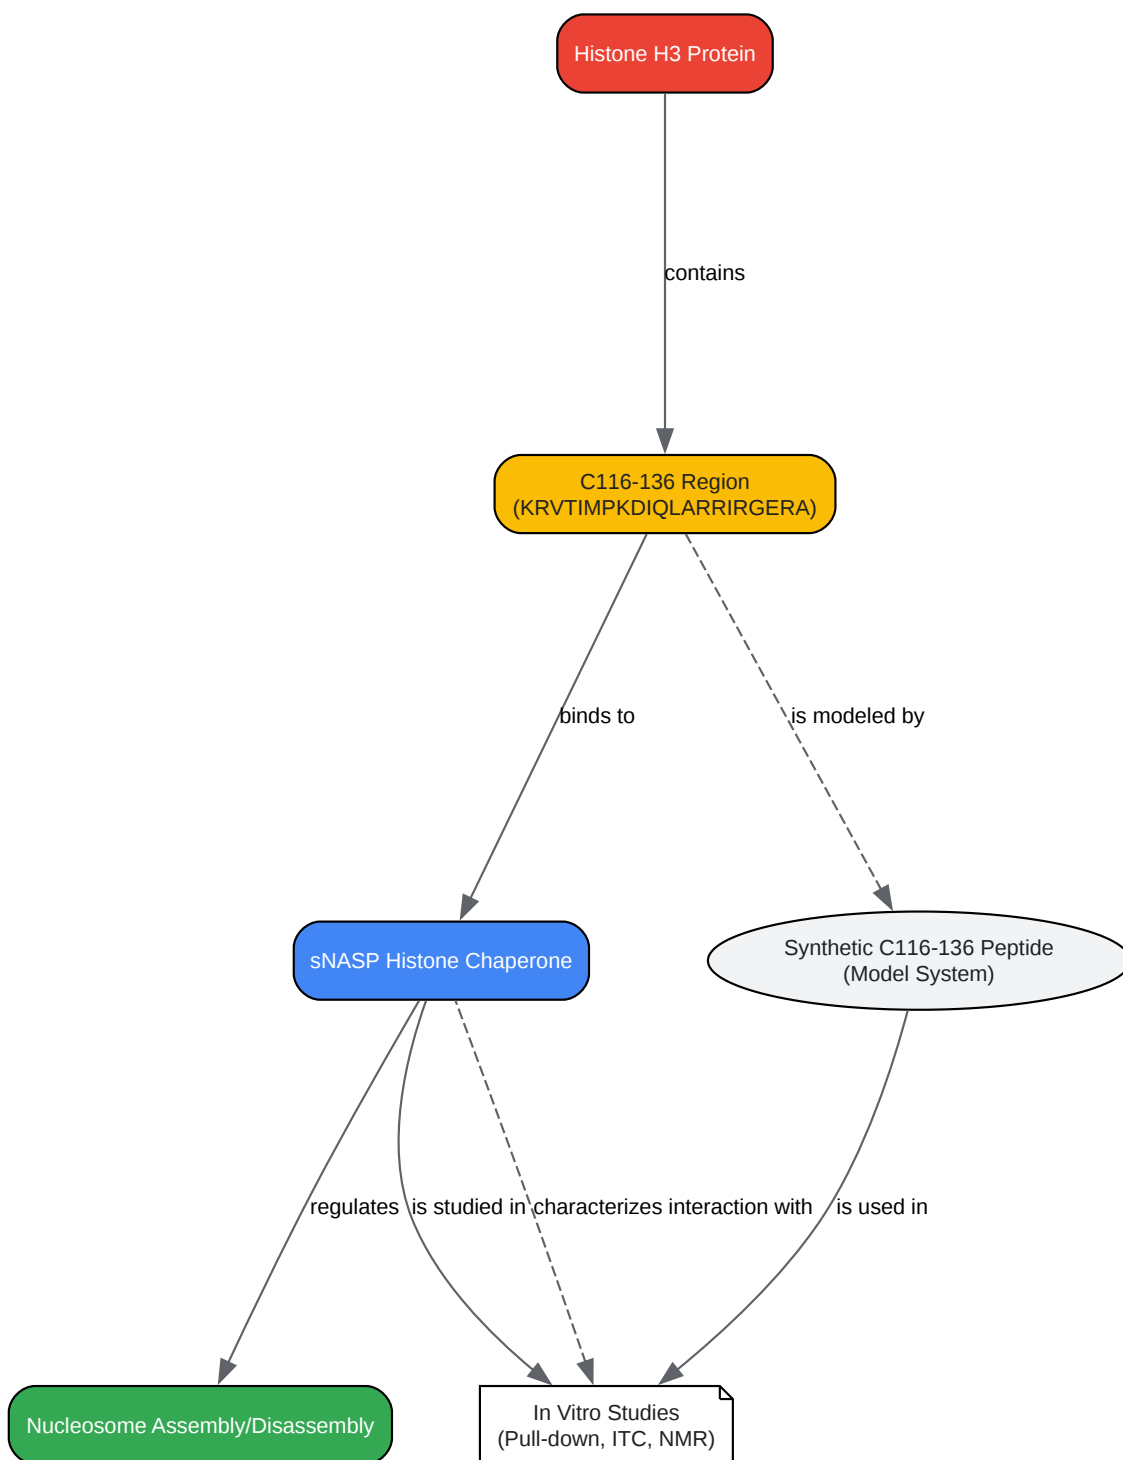 Histone H3 Protein
contains
C116-136 Region
(KRVTIMPKDIQLARRIRGERA)
binds to
is modeled by
sNASP Histone Chaperone
Synthetic C116-136 Peptide
(Model System)
regulates
is studied in
characterizes interaction with
is used in
Nucleosome Assembly/Disassembly
In Vitro Studies
(Pull-down, ITC, NMR)